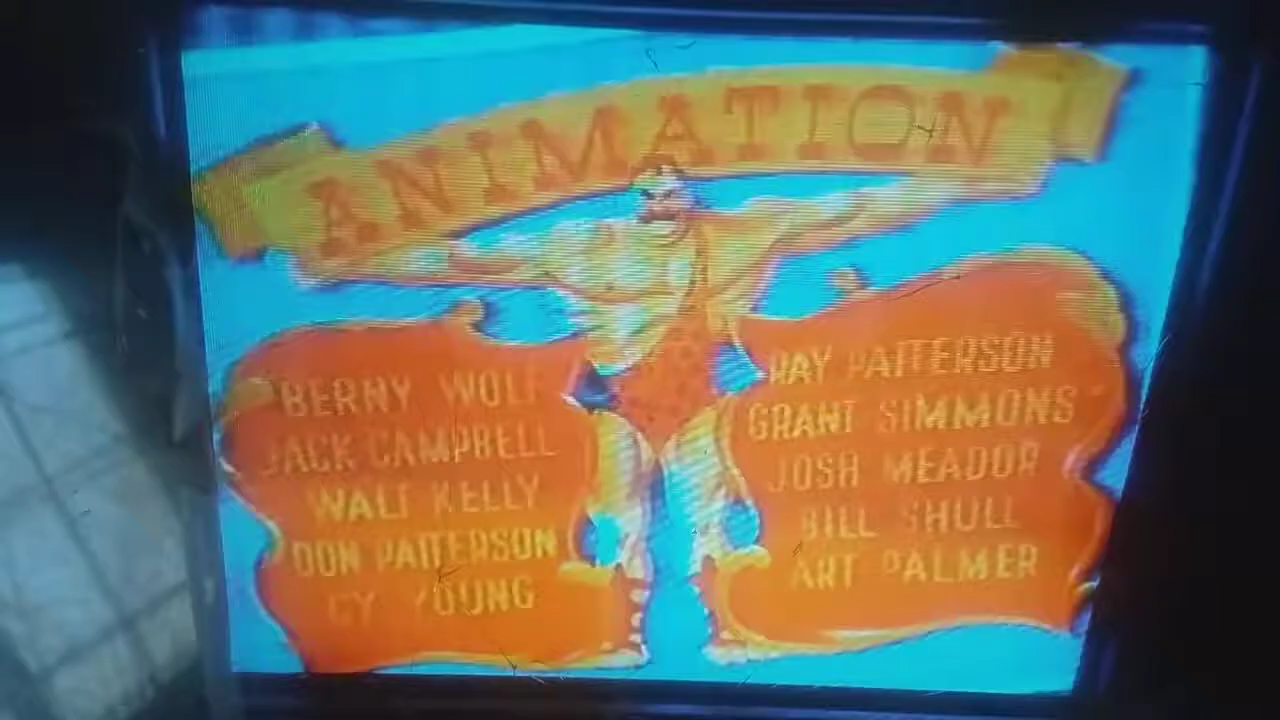 ANIMATION
BERNY WOLF
JACK CAMPBELL
WALT KELLY
DON PATTERSON
CY YOUNG
RAY PATTERSON
GRANT SIMMONS
JOSH MEADOR
BILL SHULL
ART PALMER